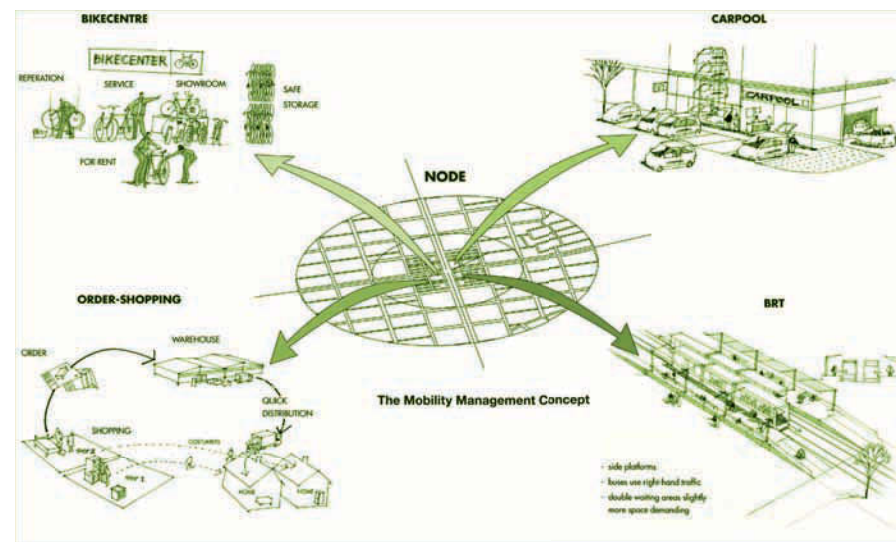 BIKECENTRE
BIKECENTER
REPERATION
SERVICE
SHOWROOM
SAFE
STORAGE
FOR RENT
CARPOOL
CARPOOL
NODE
ORDER-SHOPPING
ORDER
WAREHOUSE
QUICK
DISTRIBUTION
SHOPPING
HOME
HOME
The Mobility Management Concept
BRT
- side platforms
- buses use right-hand traffic
- double waiting areas slightly
more space demanding